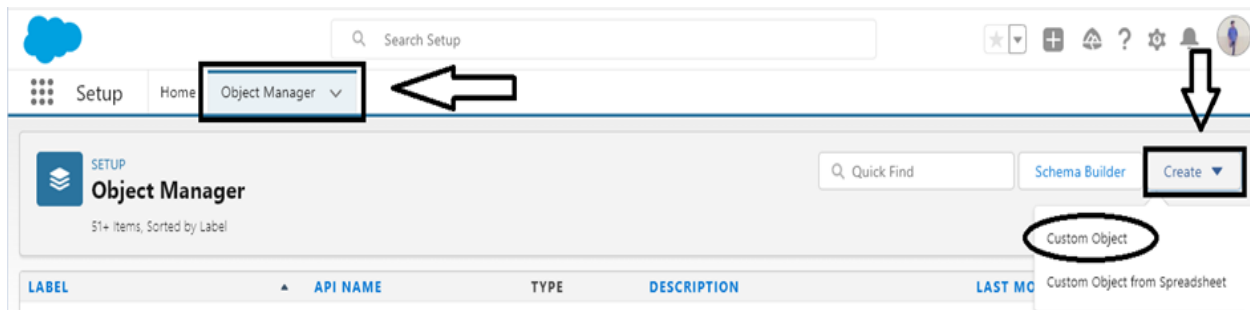 Search Setup
Setup Home Object Manager
SETUP
Object Manager
51+ Items, Sorted by Label
Quick Find Schema Builder Create
Custom Object
Custom Object from Spreadsheet
LABEL API NAME TYPE DESCRIPTION LAST MO